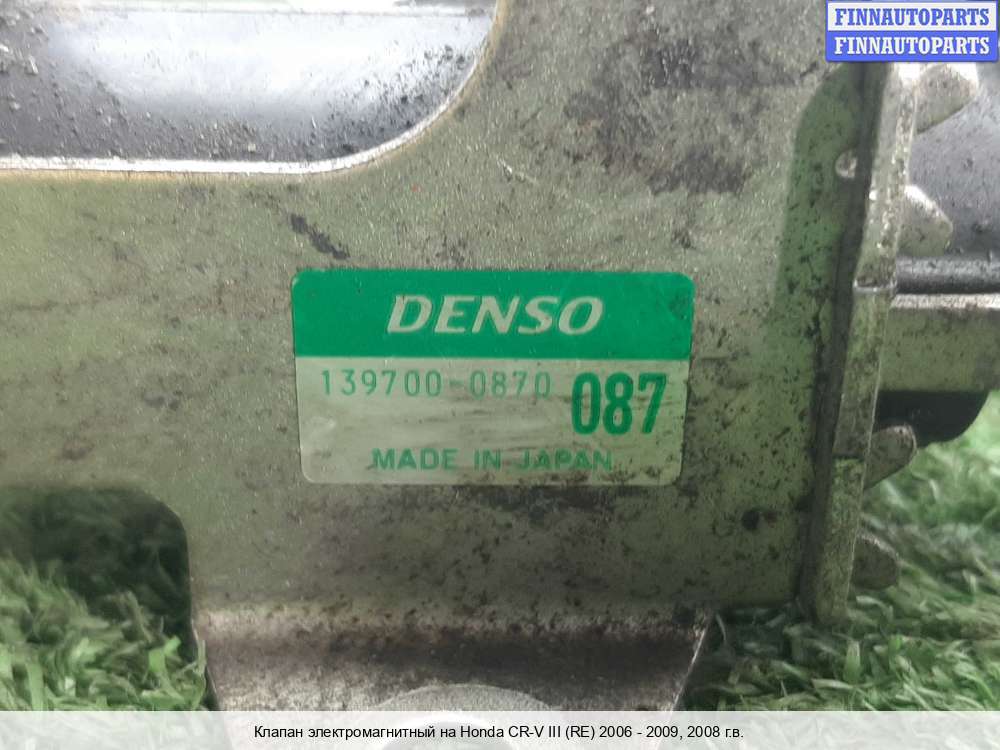 FINNAUTOPARTS
FINNAUTOPARTS
DENSO
139700-0870 087
MADE IN JAPAN
Клапан электромагнитный на Honda CR-V III (RE) 2006 - 2009, 2008 г.в.